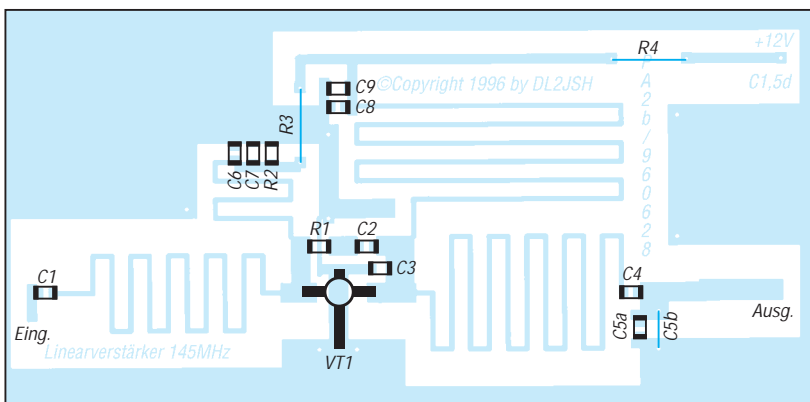 R4
+12V
C9
©Copyright 1996 by DL2JSH
C1,5d
C8
R3
PA2b/960628
C6
C7
R2
R1
C2
C3
C1
C4
Eing.
Ausg.
C5a
C5b
Linearverstärker 145MHz
VT1